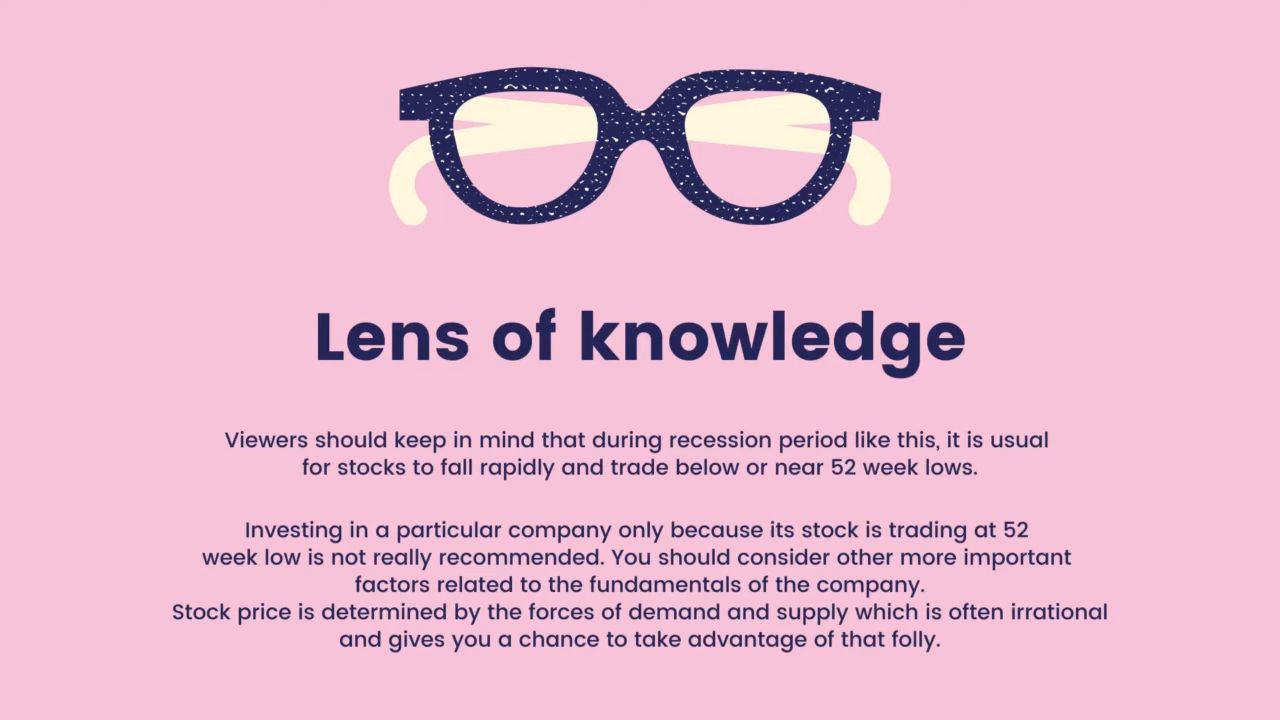 Lens of knowledge
Viewers should keep in mind that during recession period like this, it is usual
for stocks to fall rapidly and trade below or near 52 week lows.
Investing in a particular company only because its stock is trading at 52
week low is not really recommended. You should consider other more important
factors related to the fundamentals of the company.
Stock price is determined by the forces of demand and supply which is often irrational
and gives you a chance to take advantage of that folly.